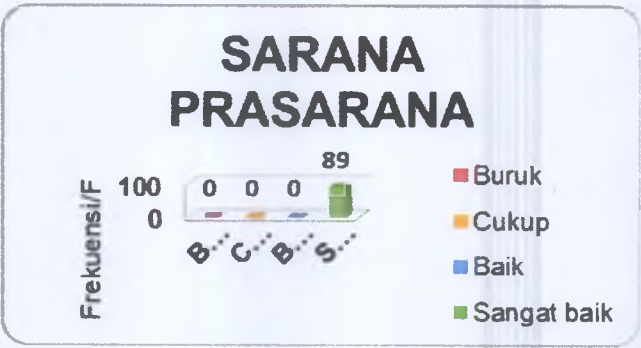 SARANA
PRASARANA
89
100 0 0 0
0
Frekuensi/F
B... C... B... S...
Buruk
Cukup
Baik
Sangat baik